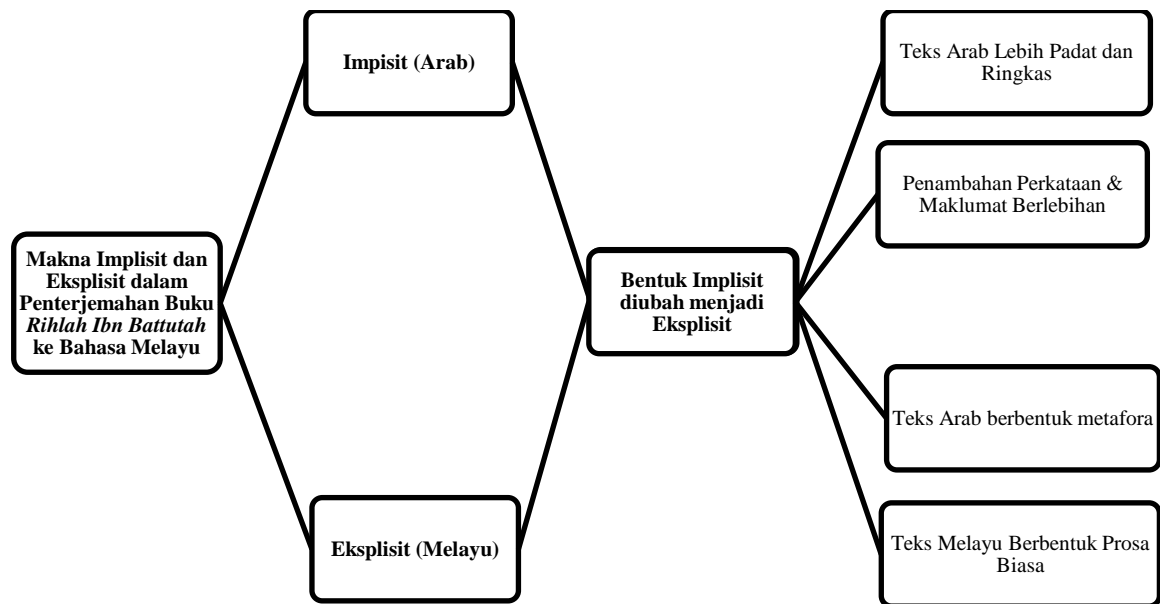 Impisit (Arab)
Teks Arab Lebih Padat dan
Ringkas
Penambahan Perkataan &
Maklumat Berlebihan
Makna Implisit dan
Eksplisit dalam
Penterjemahan Buku
Rihlah Ibn Battutah
ke Bahasa Melayu
Bentuk Implisit
diubah menjadi
Eksplisit
Teks Arab berbentuk metafora
Eksplisit (Melayu)
Teks Melayu Berbentuk Prosa
Biasa